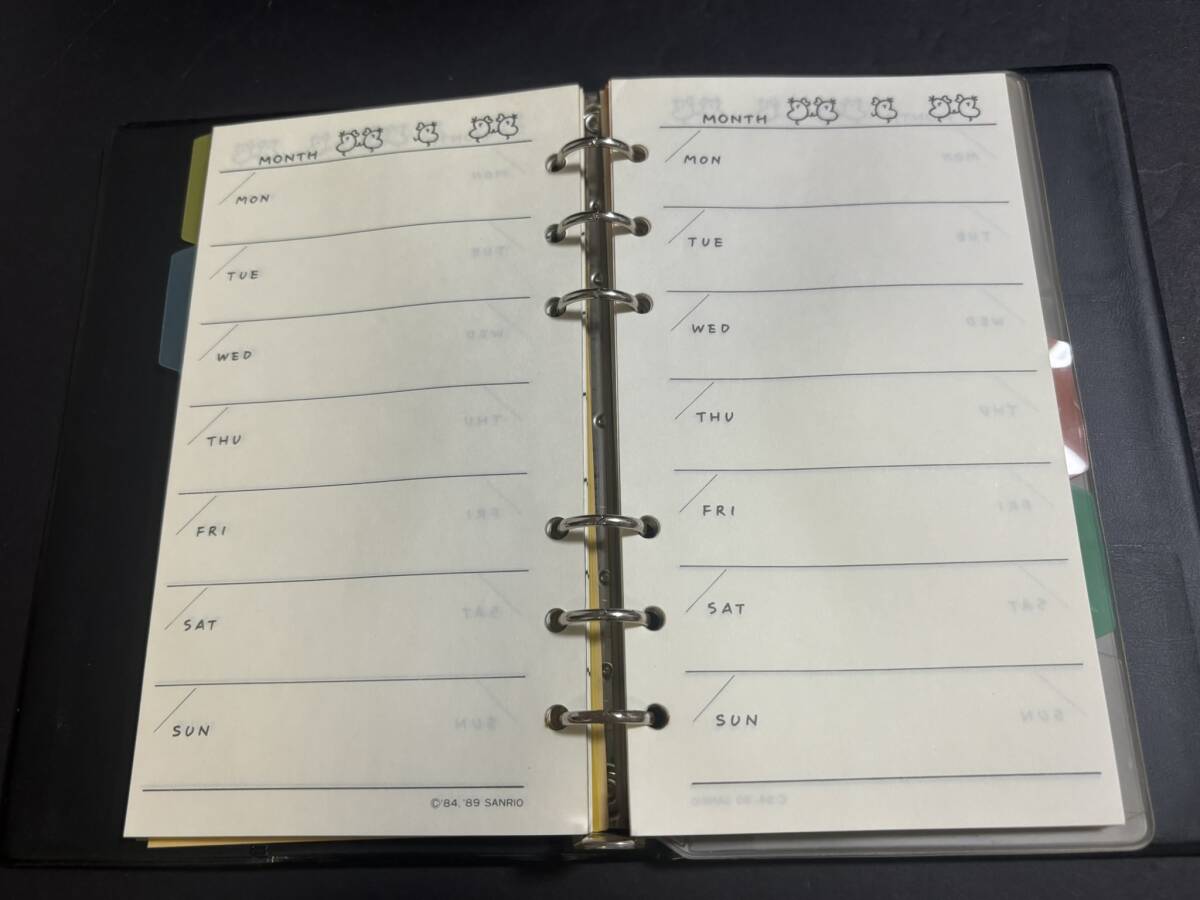 MONTH
MON
TUE
WED
THU
FRI
SAT
SUN
©'84,'89 SANRIO
MONTH
MON
TUE
WED
THU
FRI
SAT
SUN